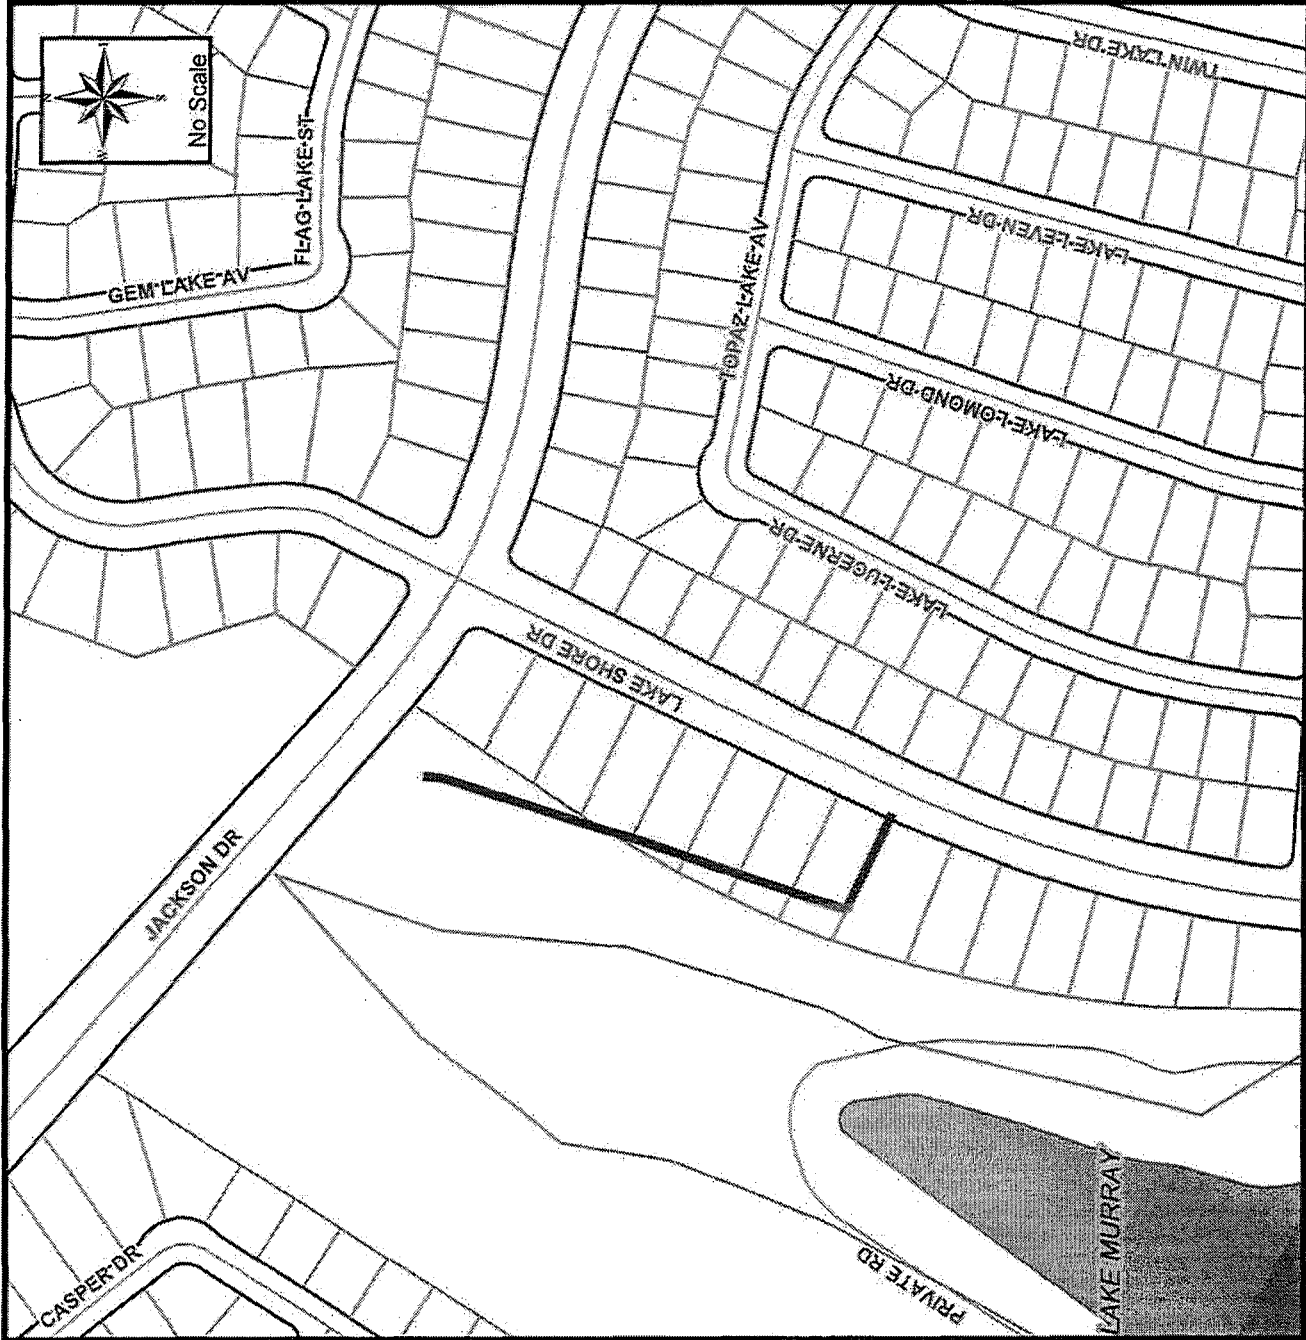 No Scale
FLAG LAKE ST
GEM LAKE AV
TWIN LAKE DR
LAKE LEVEN DR
TOPAZ LAKE AV
LAKE LOMOND DR
LAKE LUCERNE DR
LAKE SHORE DR
JACKSON DR
CASPER DR
PRIVATE RD
LAKE MURRAY